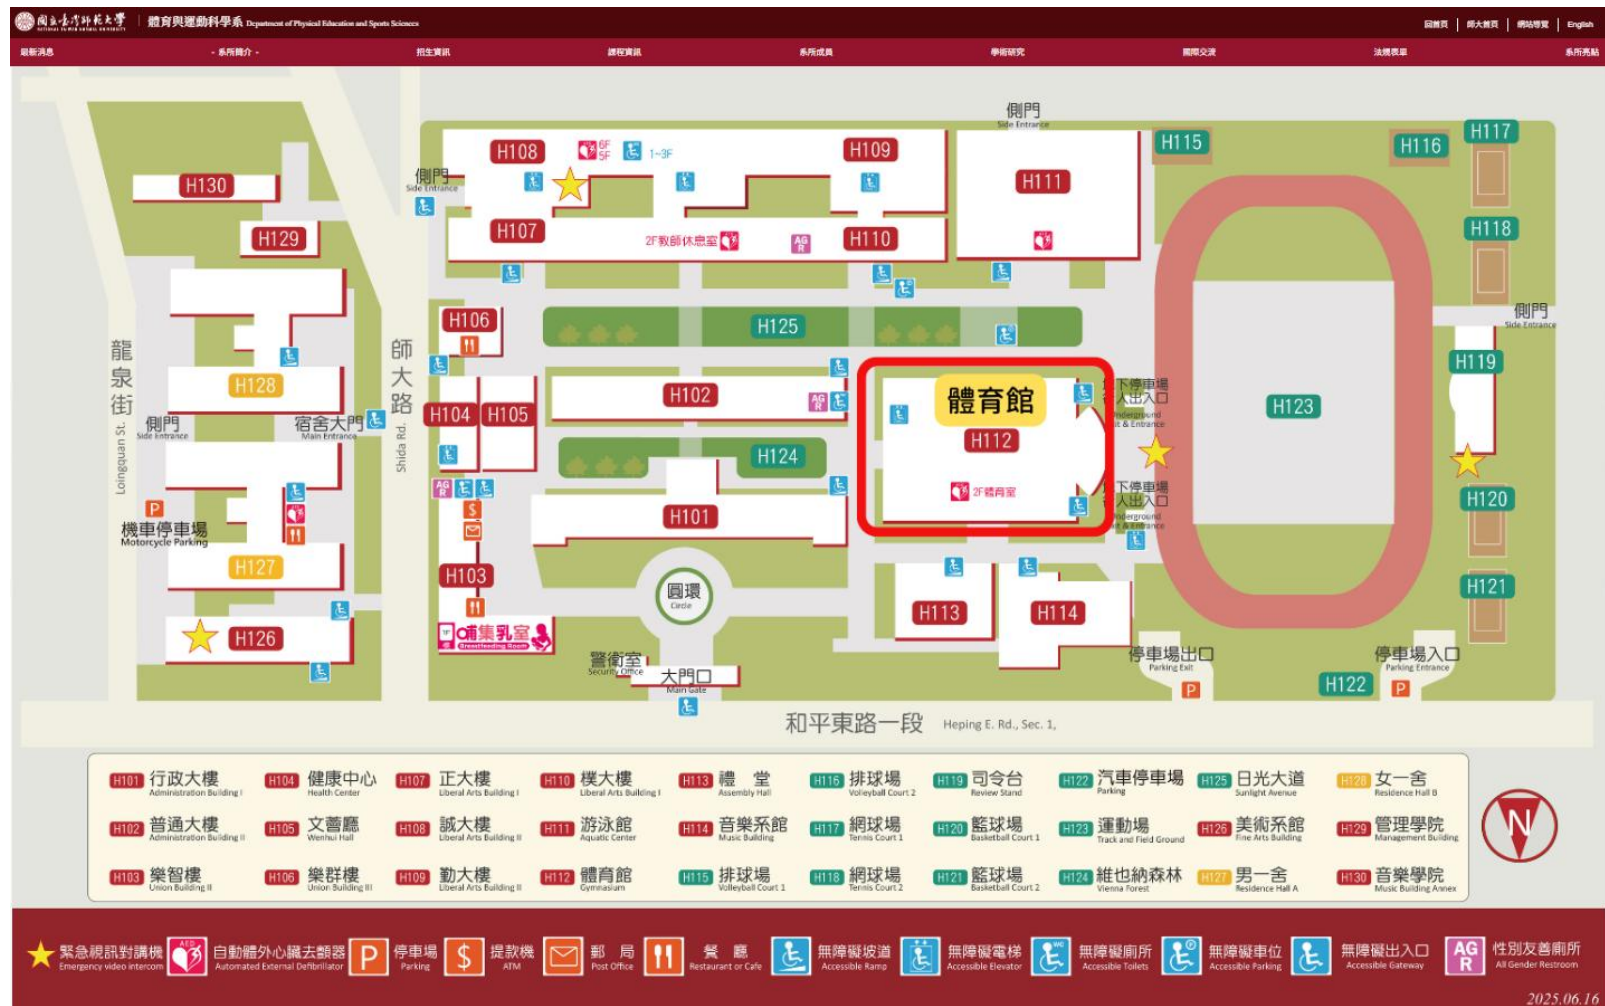 國立臺灣師範大學
NATIONAL TAIWAN NORMAL UNIVERSITY
體育與運動科學系 Department of Physical Education and Sports Sciences
回首頁 師大首頁 網站導覽 English
最新消息 - 系所簡介 - 招生資訊 課程資訊 系所成員 學術研究 國際交流 法規表單 系所亮點
側門
Side Entrance
H108
6F
5F
1~3F
H109
H111
H115
H116
H117
H130
側門
Side Entrance
H129
H107
2F教師休息室
AG
R
H110
H118
H106
H125
側門
Side Entrance
龍泉街
Loingquan St.
師大路
Shida Rd.
H128
H102
AG
R
體育館
H112
2F體育室
H123
H119
側門
Side Entrance
宿舍大門
Main Entrance
H104
H105
H124
下停車場
人出入口
Underground
Exit & Entrance
下停車場
人出入口
Underground
Exit & Entrance
P
機車停車場
Motorcycle Parking
AG
R
$
H101
H120
H127
H103
圓環
Circle
H113
H114
H121
H126
1F
哺集乳室
Breastfeeding Room
警衛室
Security Office
大門口
Main Gate
停車場出口
Parking Exit
P
H122
停車場入口
Parking Entrance
P
和平東路一段 Heping E. Rd., Sec. 1,
H101 行政大樓
Administration Building I
H104 健康中心
Health Center
H107 正大樓
Liberal Arts Building I
H110 樸大樓
Liberal Arts Building I
H113 禮 堂
Assembly Hall
H116 排球場
Volleyball Court 2
H119 司令台
Review Stand
H122 汽車停車場
Parking
H125 日光大道
Sunlight Avenue
H128 女一舍
Residence Hall B
H102 普通大樓
Administration Building II
H105 文薈廳
Wenhui Hall
H108 誠大樓
Liberal Arts Building II
H111 游泳館
Aquatic Center
H114 音樂系館
Music Building
H117 網球場
Tennis Court 1
H120 籃球場
Basketball Court 1
H123 運動場
Track and Field Ground
H126 美術系館
Fine Arts Building
H129 管理學院
Management Building
H103 樂智樓
Union Building II
H106 樂群樓
Union Building III
H109 勤大樓
Liberal Arts Building II
H112 體育館
Gymnasium
H115 排球場
Volleyball Court 1
H118 網球場
Tennis Court 2
H121 籃球場
Basketball Court 2
H124 維也納森林
Vienna Forest
H127 男一舍
Residence Hall A
H130 音樂學院
Music Building Annex
N
緊急視訊對講機
Emergency video intercom
AED
自動體外心臟去顫器
Automated External Defibrillator
P
停車場
Parking
$
提款機
ATM
郵 局
Post Office
餐 廳
Restaurant or Cafe
無障礙坡道
Accessible Ramp
無障礙電梯
Accessible Elevator
WC
無障礙廁所
Accessible Toilets
P
無障礙車位
Accessible Parking
無障礙出入口
Accessible Gateway
AG
R
性別友善廁所
All Gender Restroom
2025.06.16